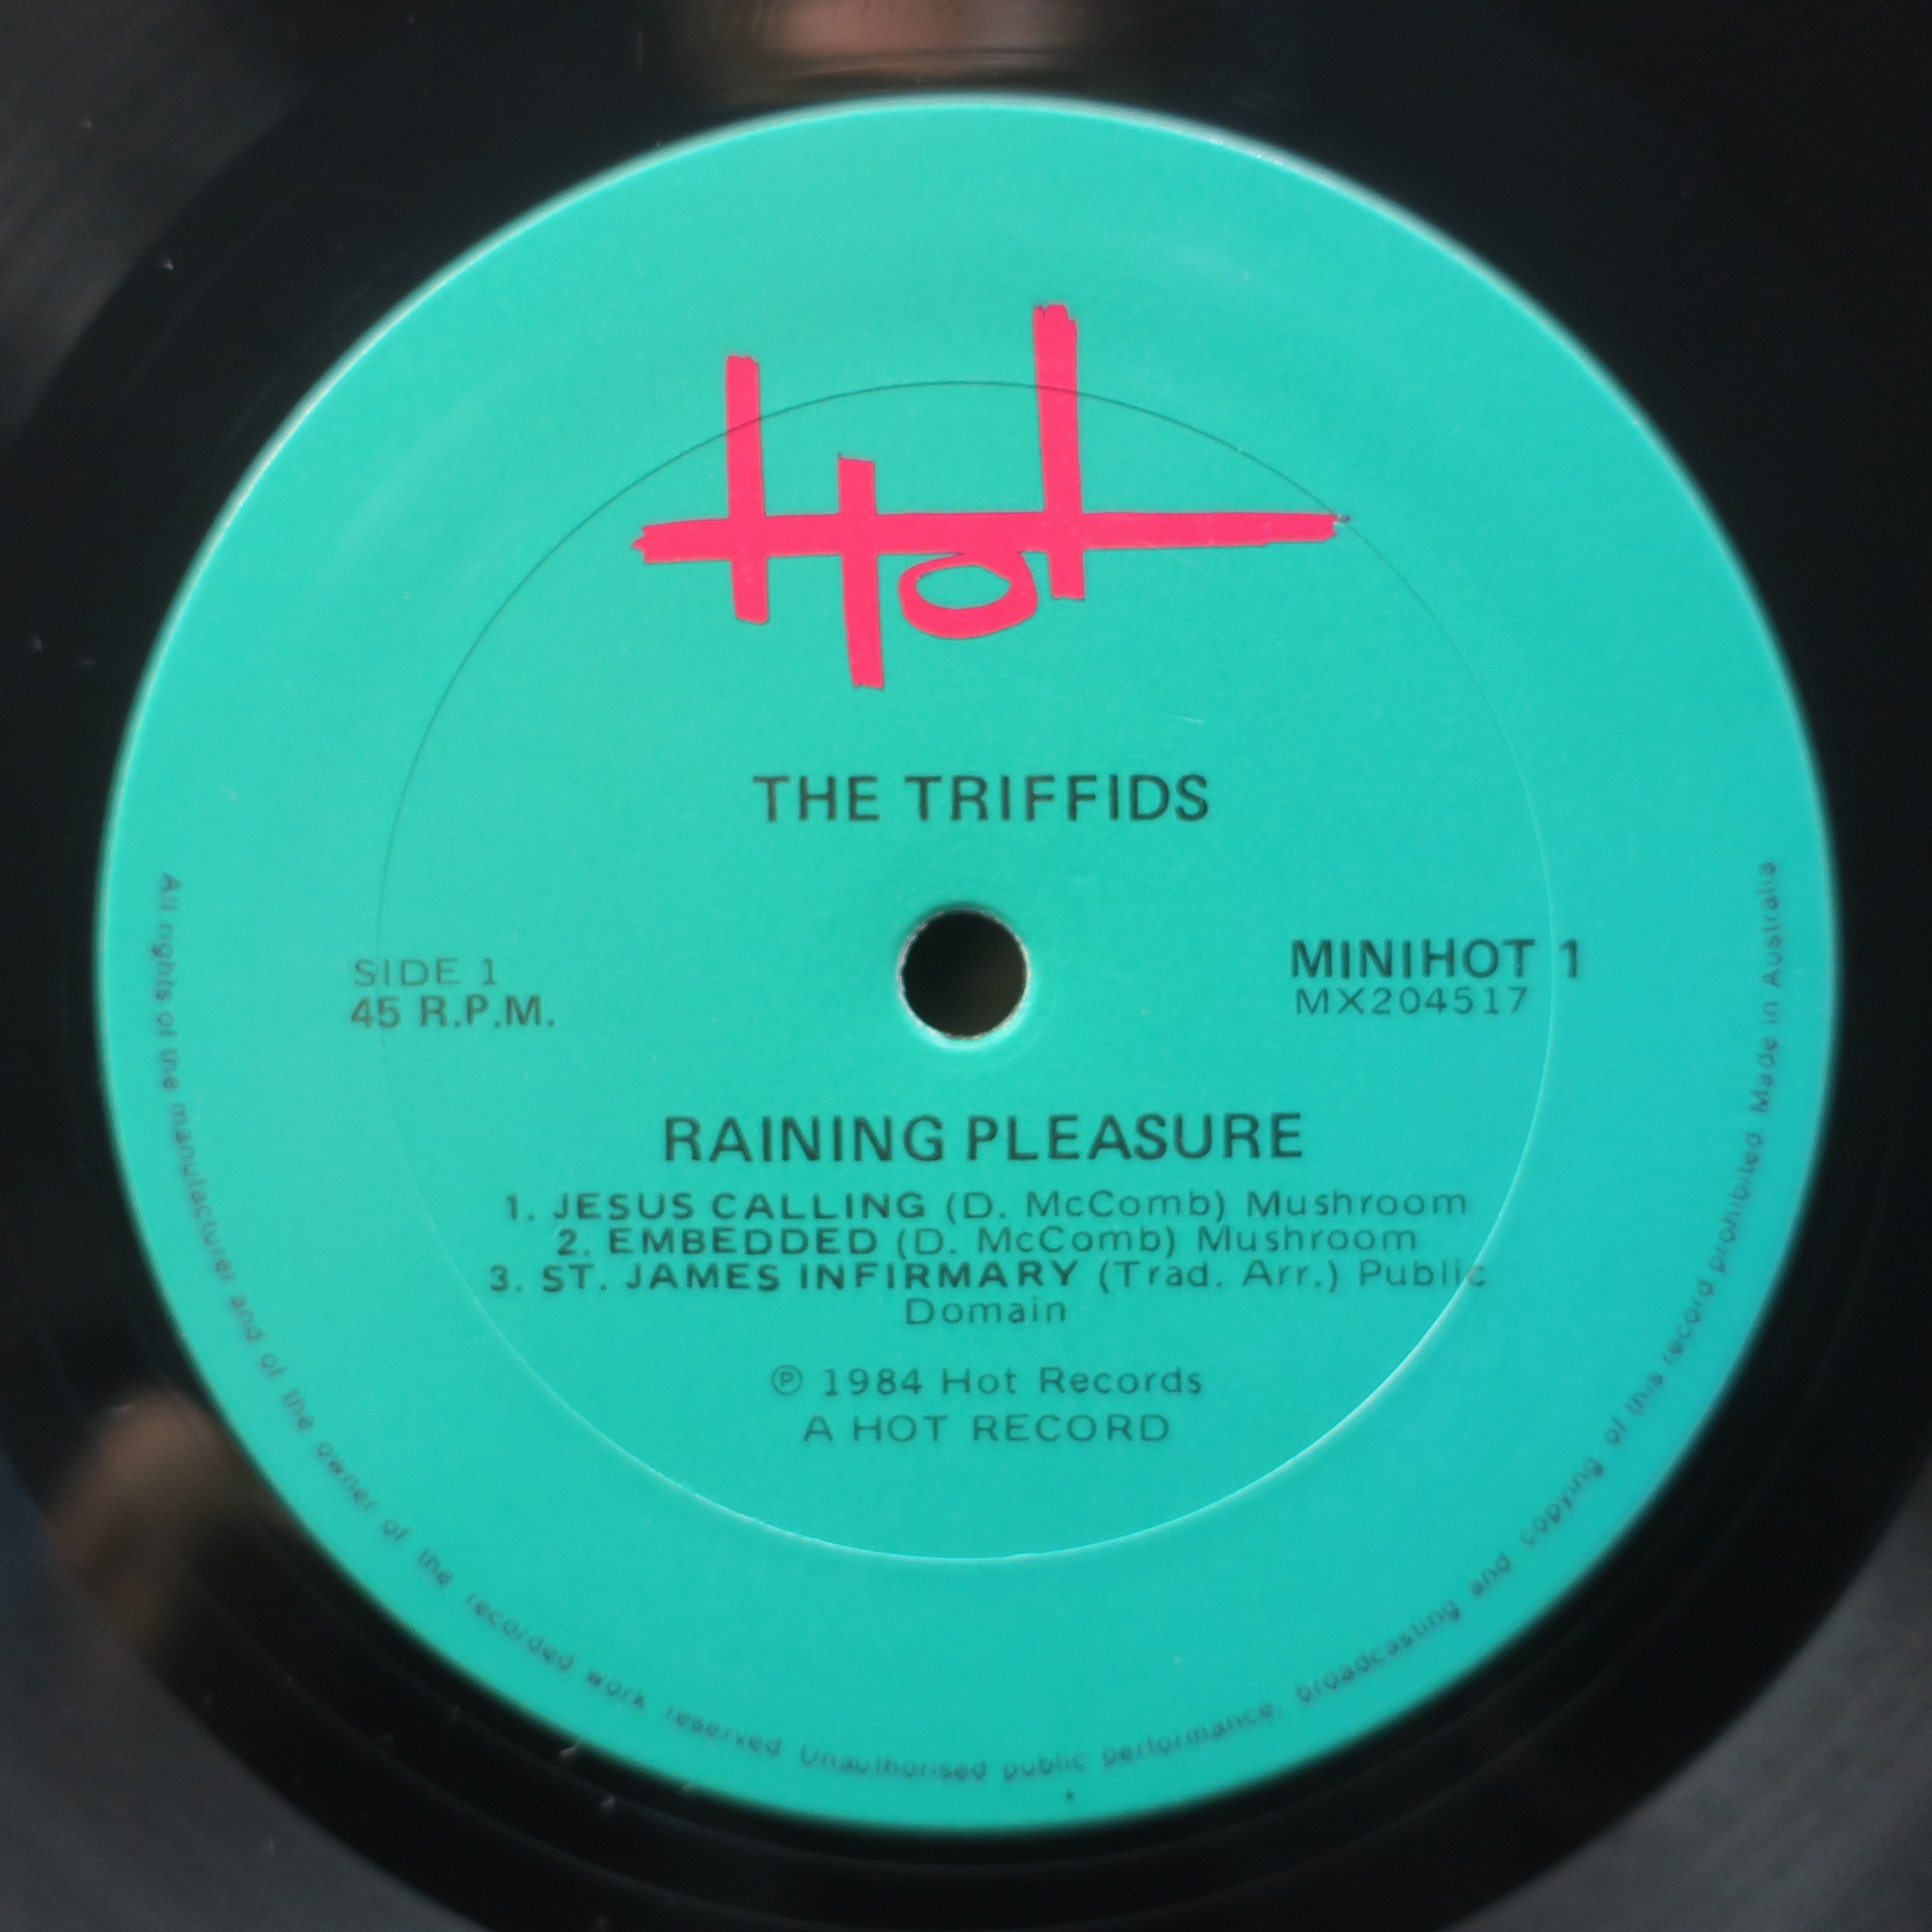 Hot
THE TRIFFIDS
SIDE 1
45 R.P.M.
MINIHOT 1
MX204517
RAINING PLEASURE
1. JESUS CALLING (D. McComb) Mushroom
2. EMBEDDED (D. McComb) Mushroom
3. ST. JAMES INFIRMARY (Trad. Arr.) Public
Domain
℗ 1984 Hot Records
A HOT RECORD
All rights of the manufacturer and of the owner of the recorded work reserved Unauthorised public performance, broadcasting and copying of this record prohibited Made in Australia